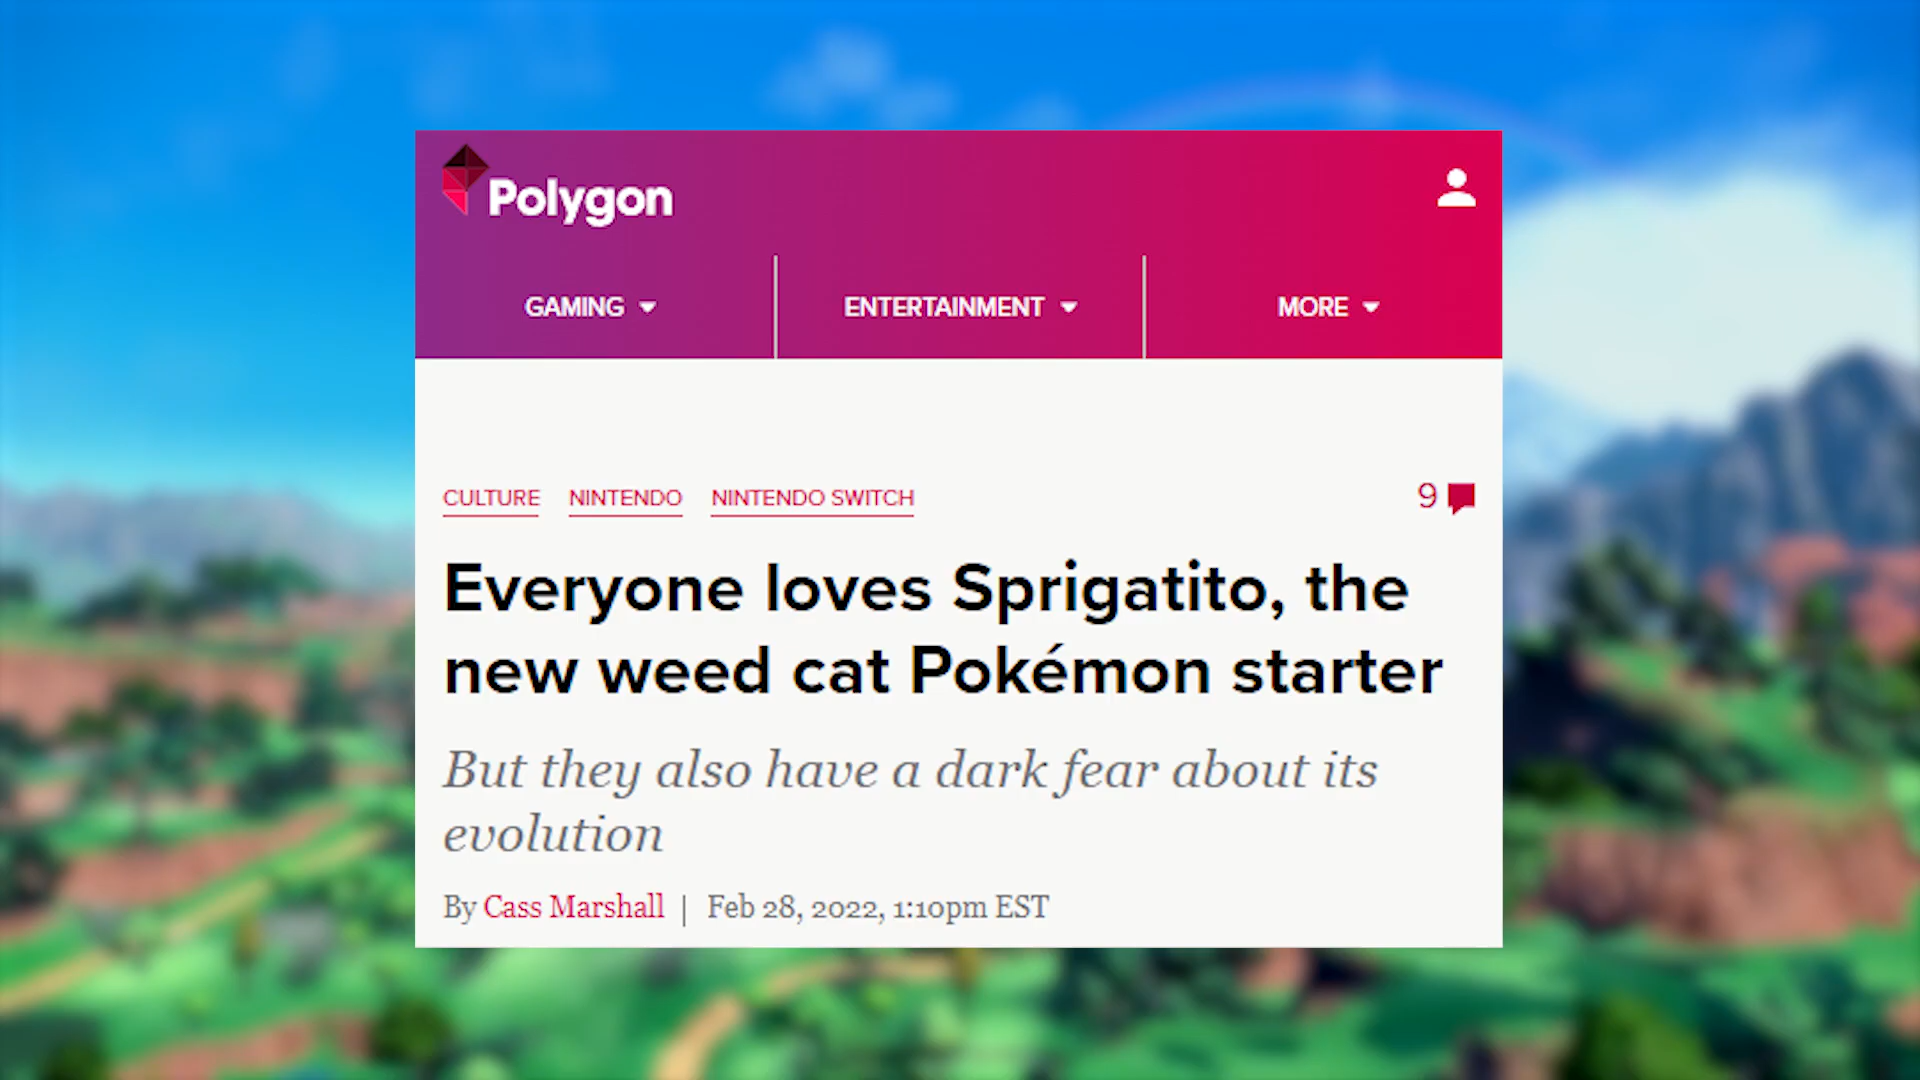 Polygon
GAMING
ENTERTAINMENT
MORE
CULTURE NINTENDO NINTENDO SWITCH 9
Everyone loves Sprigatito, the
new weed cat Pokémon starter
But they also have a dark fear about its
evolution
By Cass Marshall | Feb 28, 2022, 1:10pm EST